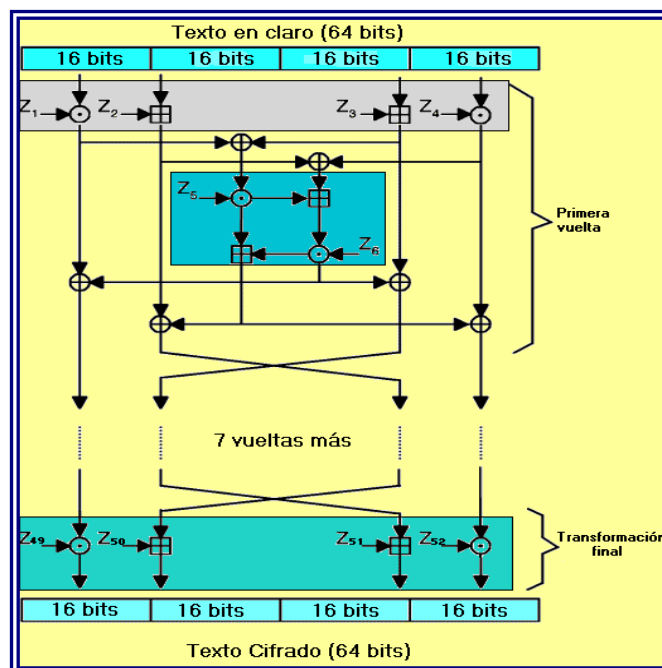 Texto en claro (64 bits)
16 bits 16 bits 16 bits 16 bits
Z1 Z2 Z3 Z4
Z5
Z6
Primera
vuelta
7 vueltas más
Z49 Z50 Z51 Z52
Transformación
final
16 bits 16 bits 16 bits 16 bits
Texto Cifrado (64 bits)